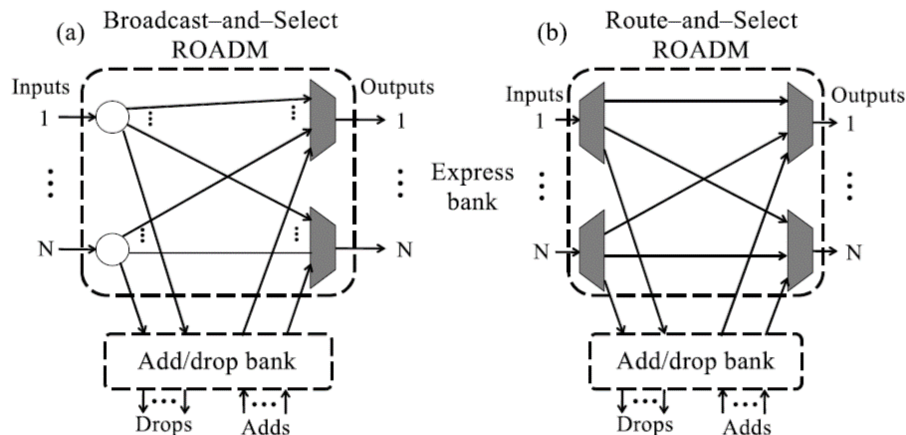 (a) Broadcast–and–Select
ROADM
Inputs
1
N
Outputs
1
N
Add/drop bank
Drops
Adds
Express
bank
(b) Route–and–Select
ROADM
Inputs
1
N
Outputs
1
N
Add/drop bank
Drops
Adds